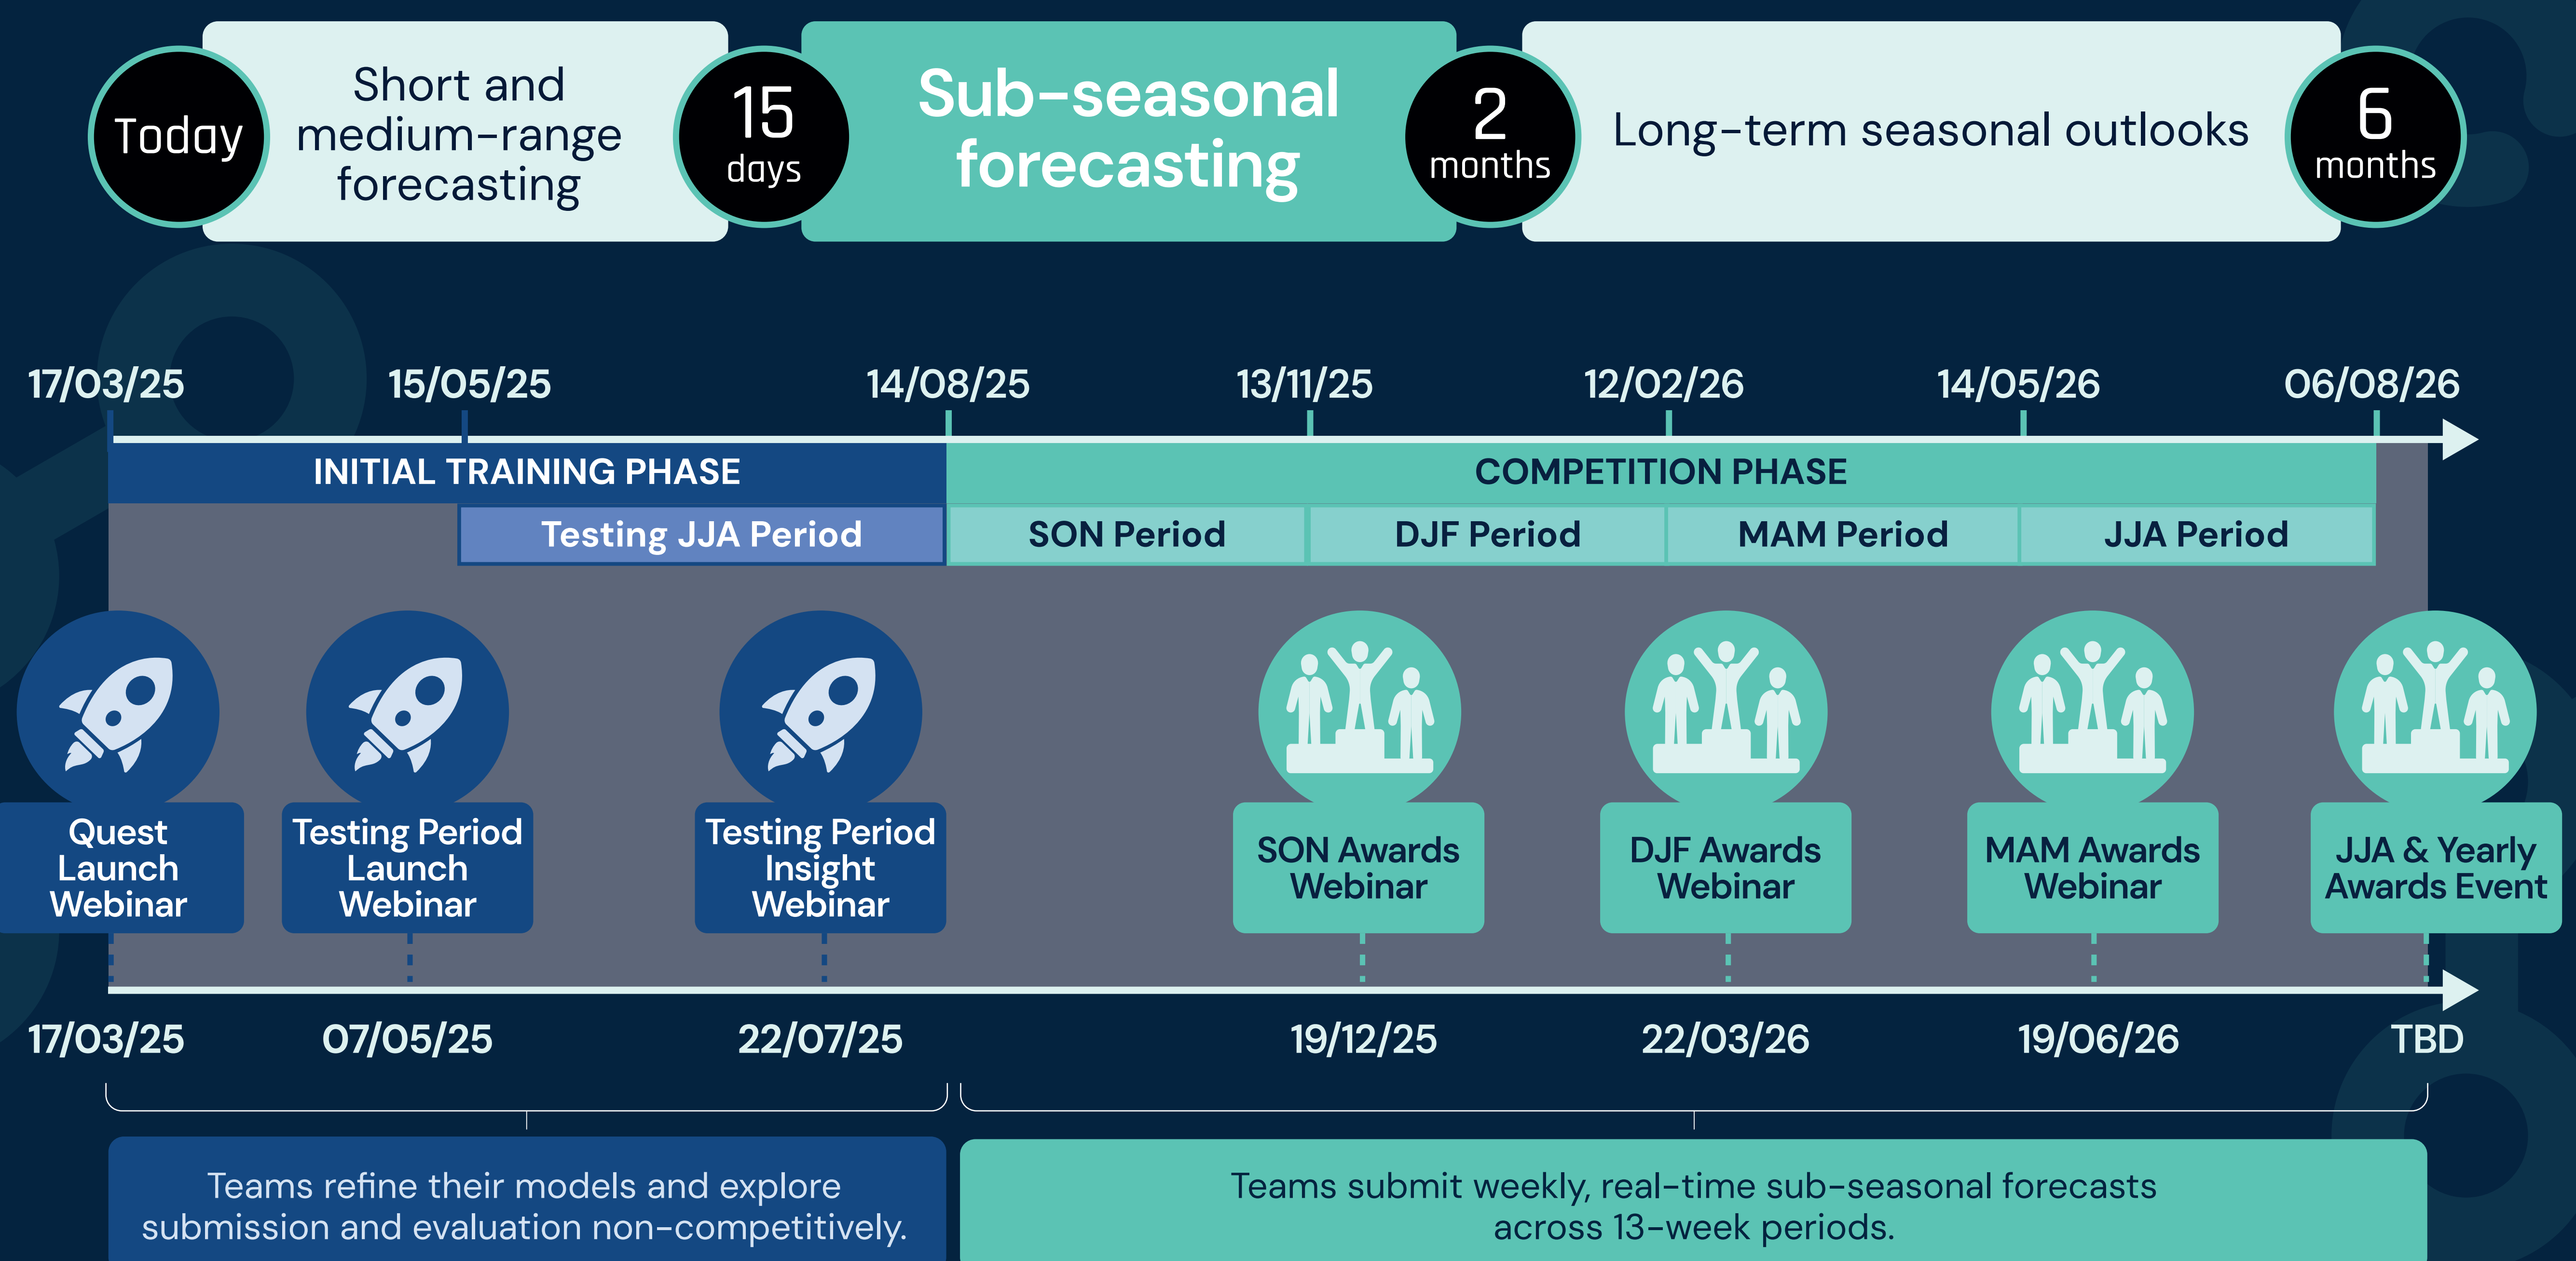 Today
Short and
medium-range
forecasting
15
days
Sub-seasonal
forecasting
2
months
Long-term seasonal outlooks
6
months
17/03/25
15/05/25
14/08/25
13/11/25
12/02/26
14/05/26
06/08/26
INITIAL TRAINING PHASE
COMPETITION PHASE
Testing JJA Period
SON Period
DJF Period
MAM Period
JJA Period
Quest
Launch
Webinar
Testing Period
Launch
Webinar
Testing Period
Insight
Webinar
SON Awards
Webinar
DJF Awards
Webinar
MAM Awards
Webinar
JJA & Yearly
Awards Event
17/03/25
07/05/25
22/07/25
19/12/25
22/03/26
19/06/26
TBD
Teams refine their models and explore
submission and evaluation non-competitively.
Teams submit weekly, real-time sub-seasonal forecasts
across 13-week periods.